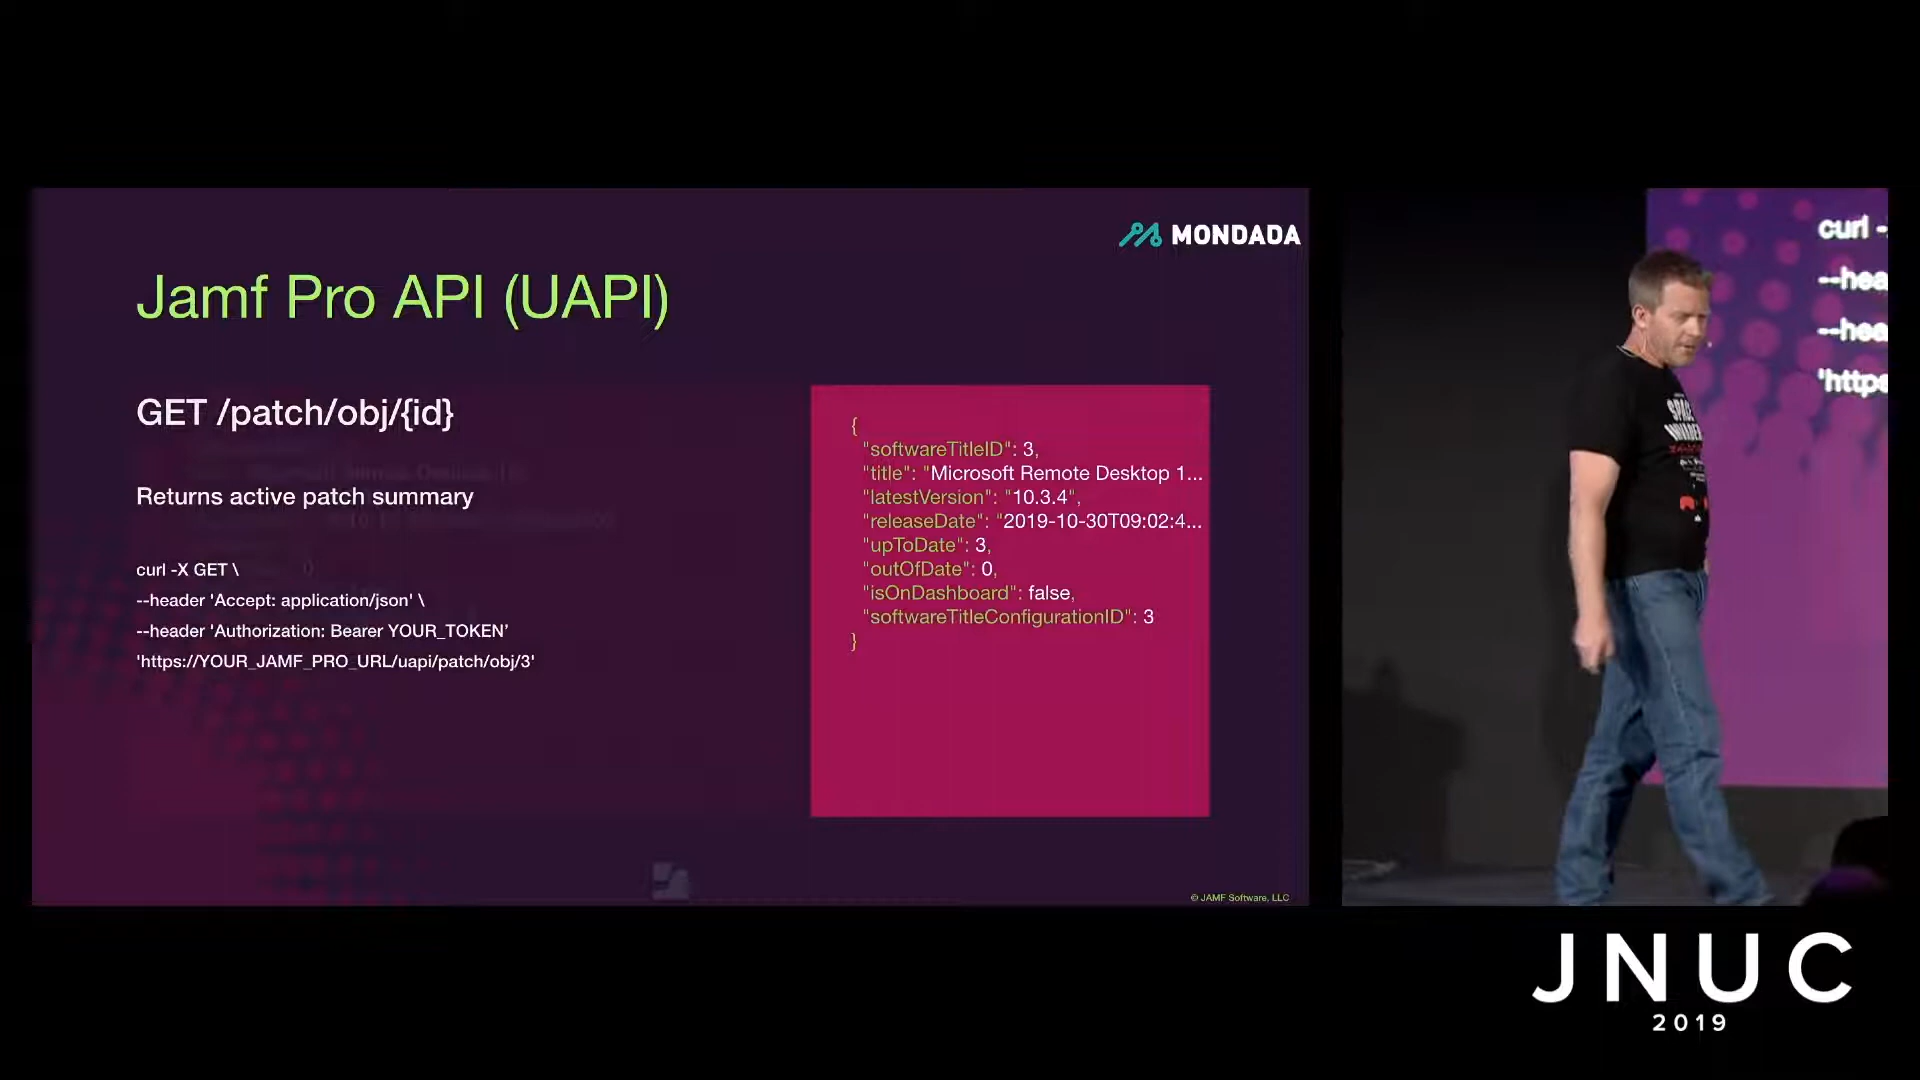 MONDADA
Jamf Pro API (UAPI)
GET /patch/obj/{id}
Returns active patch summary
curl -X GET \
--header 'Accept: application/json' \
--header 'Authorization: Bearer YOUR_TOKEN’
'https://YOUR_JAMF_PRO_URL/uapi/patch/obj/3'
{
"softwareTitleID": 3,
"title": "Microsoft Remote Desktop 1...
"latestVersion": "10.3.4",
"releaseDate": "2019-10-30T09:02:4...
"upToDate": 3,
"outOfDate": 0,
"isOnDashboard": false,
"softwareTitleConfigurationID": 3
}
© JAMF Software, LLC
curl -
--hea
--hea
'https
SPACE
INVADERS
JNUC
2019